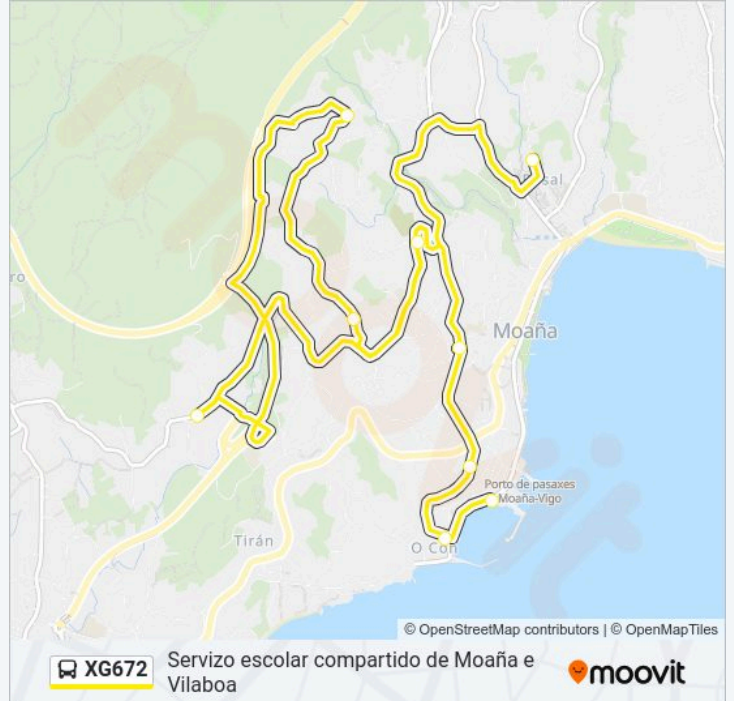 ro
sal
Moaña
Porto de pasaxes
Moaña-Vigo
Tirán
O Con
© OpenStreetMap contributors | © OpenMapTiles
XG672
Servizo escolar compartido de Moaña e
Vilaboa
moovit